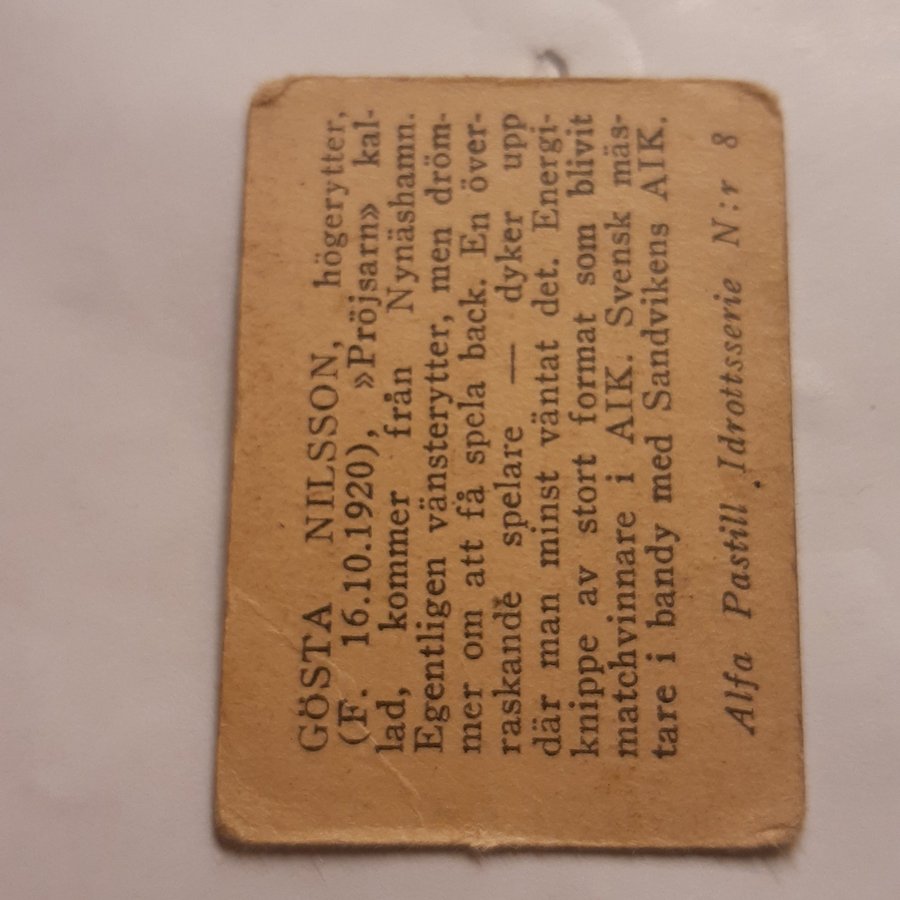 GÖSTA NILSSON, högerytter,
(F. 16.10.1920), »Pröjsarn» kal-
lad, kommer från Nynäshamn.
Egentligen vänsterytter, men dröm-
mer om att få spela back. En över-
raskande spelare — dyker upp
där man minst väntat det. Energi-
knippe av stort format som blivit
matchvinnare i AIK. Svensk mäs-
tare i bandy med Sandvikens AIK.
Alfa Pastill Idrottsserie N:r 8